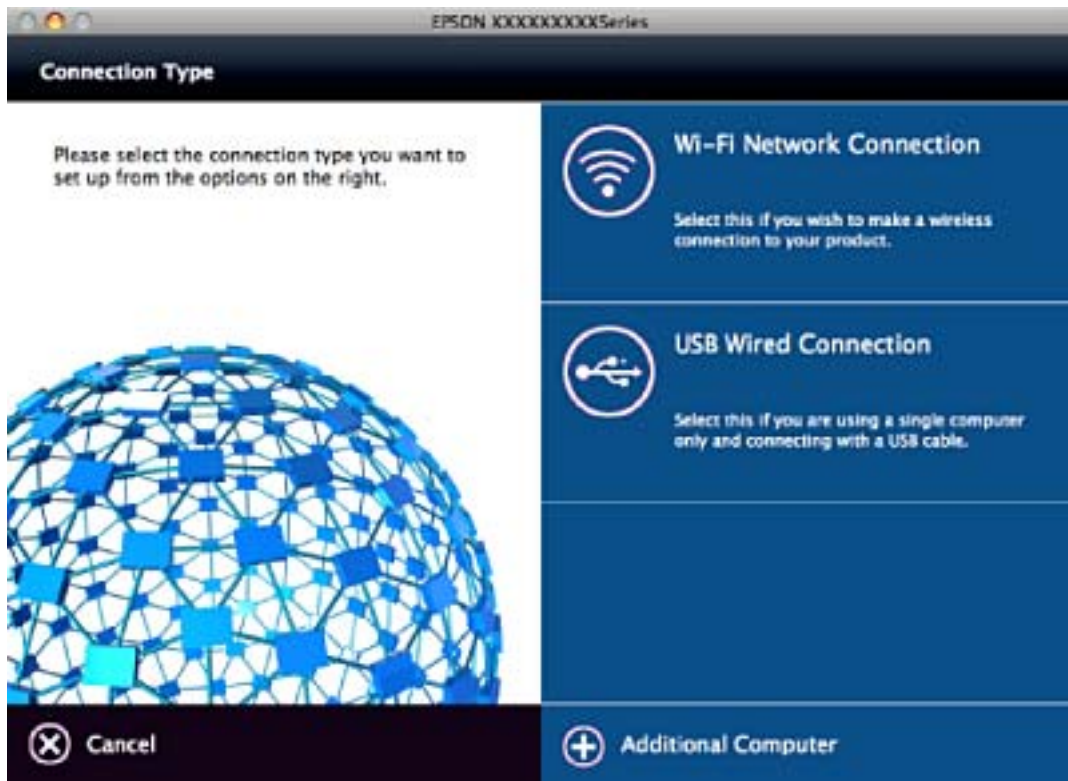 EPSON XXXXXXXXXSeries
Connection Type
Please select the connection type you want to
set up from the options on the right.
Wi-Fi Network Connection
Select this if you wish to make a wireless
connection to your product.
USB Wired Connection
Select this if you are using a single computer
only and connecting with a USB cable.
Cancel
Additional Computer